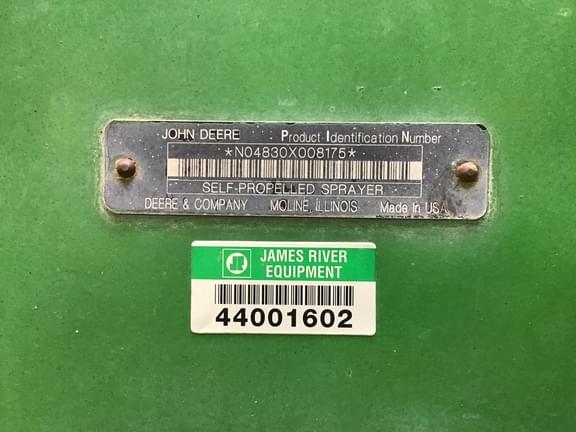 JOHN DEERE Product Identification Number
*N04830X008175*
SELF-PROPELLED SPRAYER
DEERE & COMPANY MOLINE, ILLINOIS Made In USA
JAMES RIVER
EQUIPMENT
44001602